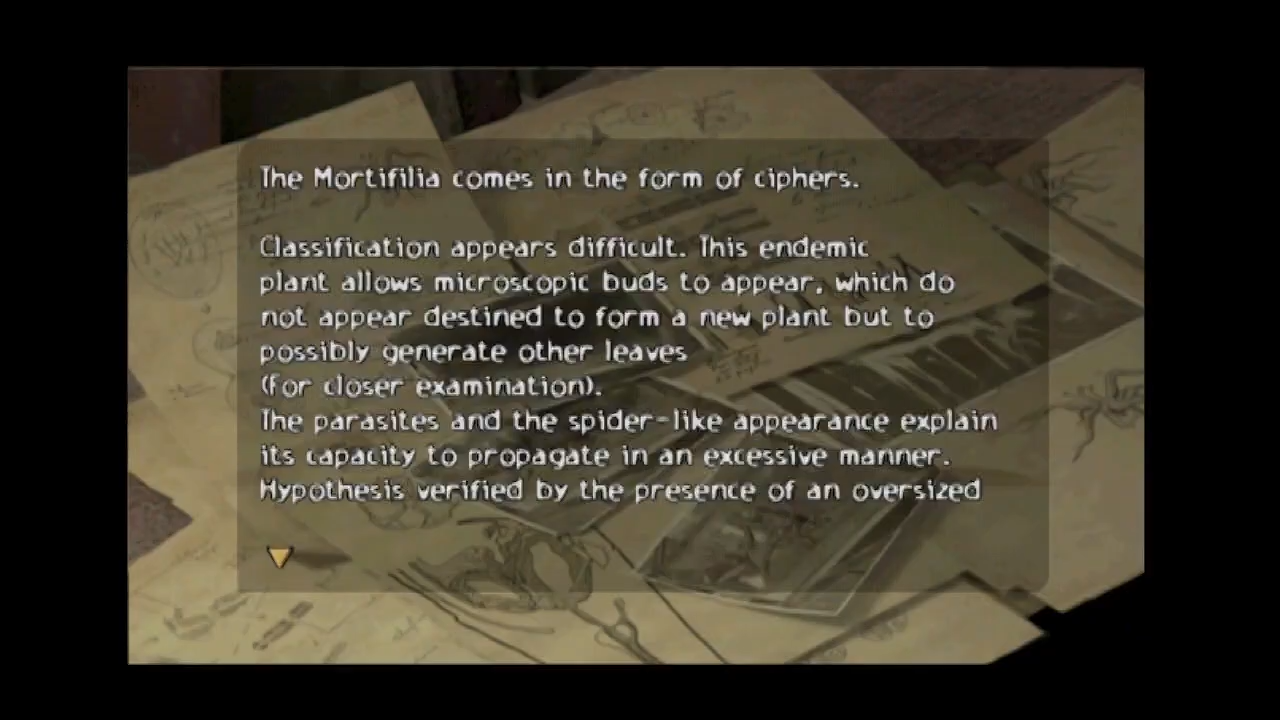 The Mortifilia comes in the form of ciphers.
Classification appears difficult. This endemic
plant allows microscopic buds to appear, which do
not appear destined to form a new plant but to
possibly generate other leaves
(for closer examination).
The parasites and the spider-like appearance explain
its capacity to propagate in an excessive manner.
Hypothesis verified by the presence of an oversized